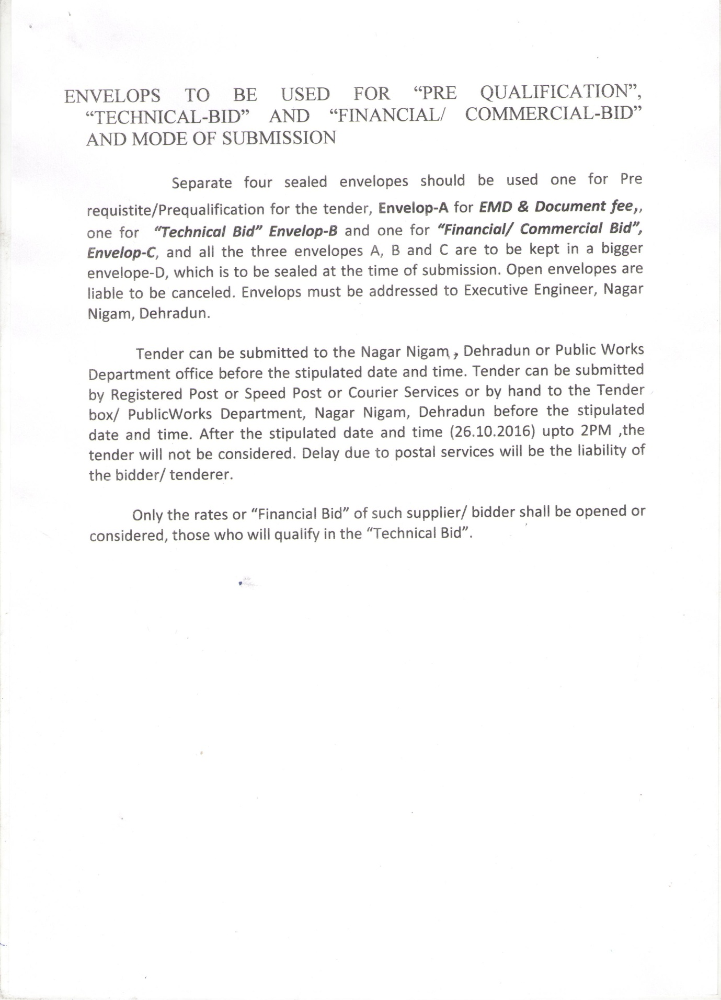 ENVELOPS TO BE USED FOR “PRE QUALIFICATION”,
“TECHNICAL-BID” AND “FINANCIAL/ COMMERCIAL-BID”
AND MODE OF SUBMISSION
Separate four sealed envelopes should be used one for Pre
requistite/Prequalification for the tender, Envelop-A for EMD & Document fee,,
one for “Technical Bid” Envelop-B and one for “Financial/ Commercial Bid”,
Envelop-C, and all the three envelopes A, B and C are to be kept in a bigger
envelope-D, which is to be sealed at the time of submission. Open envelopes are
liable to be canceled. Envelops must be addressed to Executive Engineer, Nagar
Nigam, Dehradun.
Tender can be submitted to the Nagar Nigam , Dehradun or Public Works
Department office before the stipulated date and time. Tender can be submitted
by Registered Post or Speed Post or Courier Services or by hand to the Tender
box/ PublicWorks Department, Nagar Nigam, Dehradun before the stipulated
date and time. After the stipulated date and time (26.10.2016) upto 2PM ,the
tender will not be considered. Delay due to postal services will be the liability of
the bidder/ tenderer.
Only the rates or “Financial Bid” of such supplier/ bidder shall be opened or
considered, those who will qualify in the “Technical Bid”.